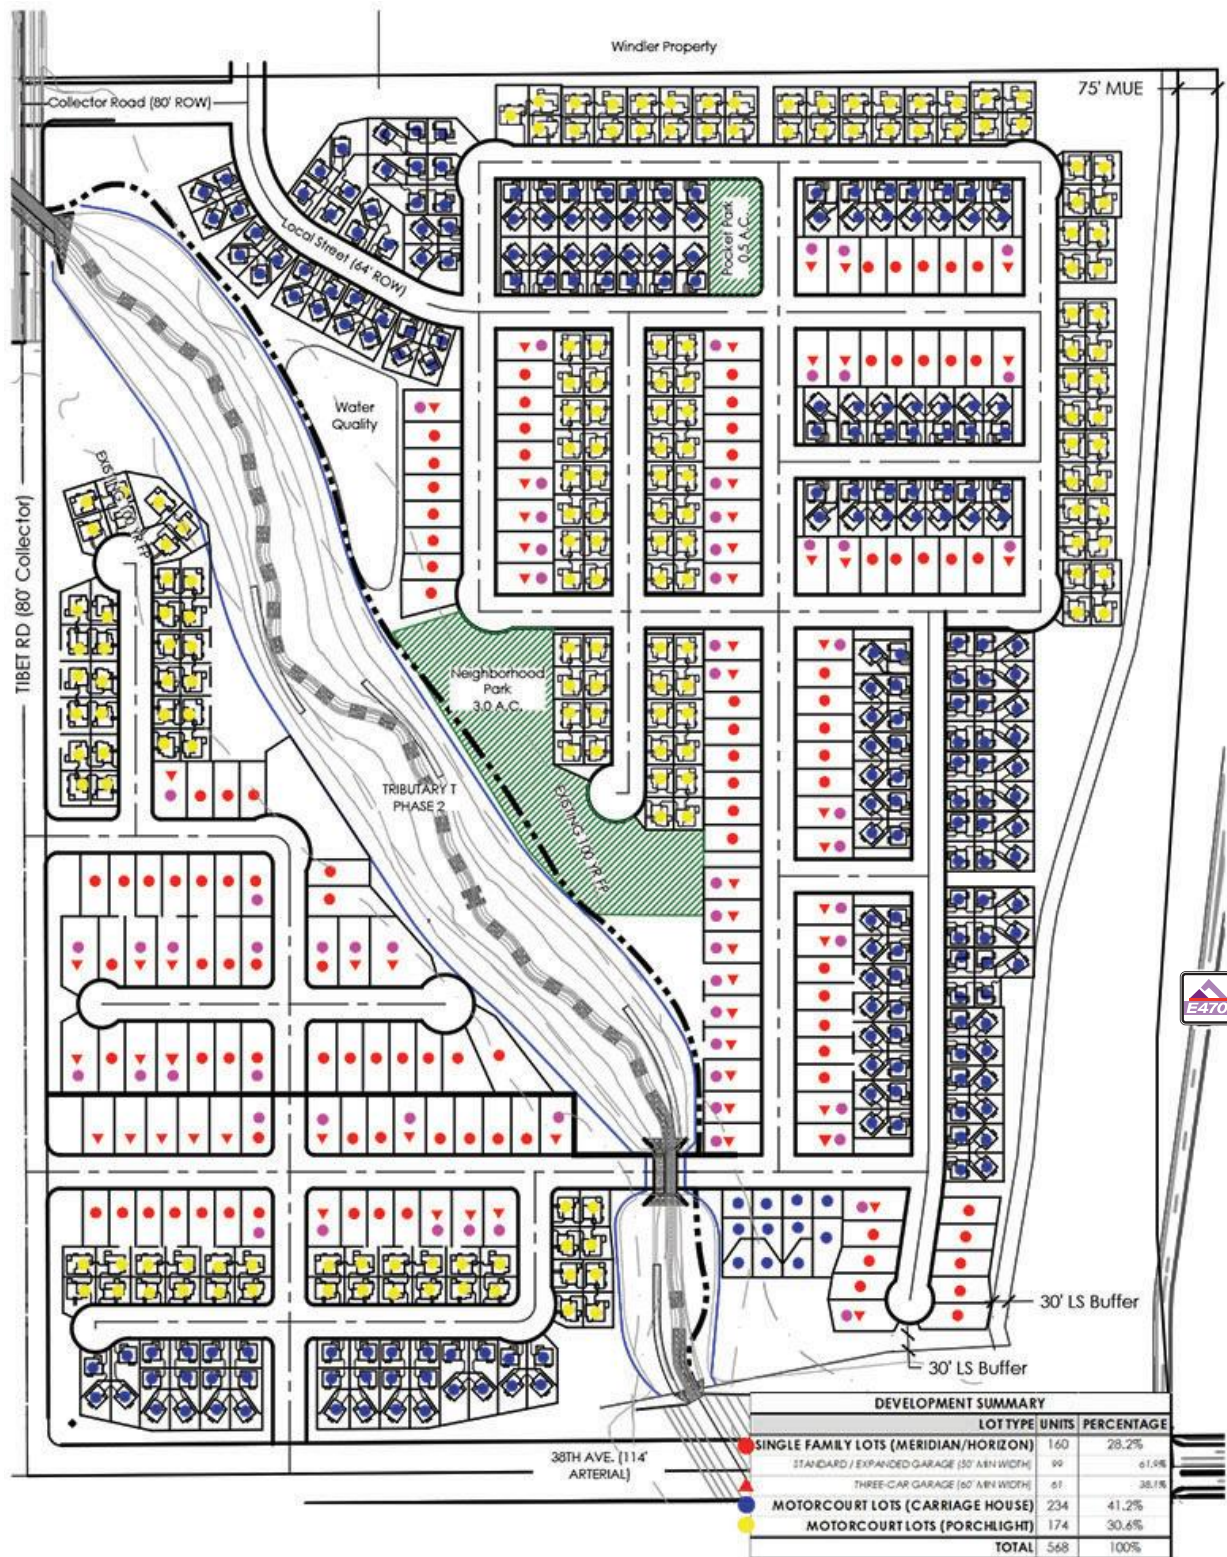 Windler Property
75' MUE
Collector Road (80' ROW)
Local Street (64' ROW)
Pocket Park
0.5 A.C.
Water
Quality
EXISTING 100 YR FP
TIBET RD (80' Collector)
Neighborhood
Park
3.0 A.C.
TRIBUTARY T
PHASE 2
EXISTING 100 YR FP
E470
30' LS Buffer
30' LS Buffer
38TH AVE. (114'
ARTERIAL)
DEVELOPMENT SUMMARY
LOT TYPE UNITS PERCENTAGE
SINGLE FAMILY LOTS (MERIDIAN/HORIZON) 160 28.2%
STANDARD / EXPANDED GARAGE (50' MIN WIDTH) 99 61.9%
THREE-CAR GARAGE (60' MIN WIDTH) 61 38.1%
MOTORCOURT LOTS (CARRIAGE HOUSE) 234 41.2%
MOTORCOURT LOTS (PORCHLIGHT) 174 30.6%
TOTAL 568 100%